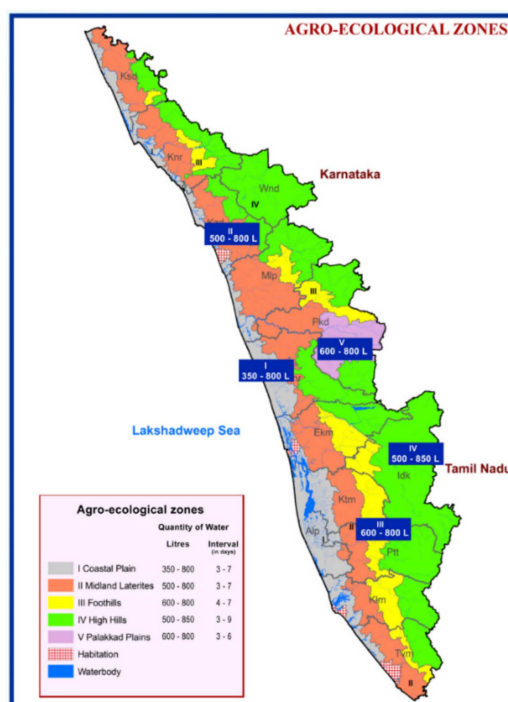 AGRO-ECOLOGICAL ZONES
Ksd
III
Knr
Karnataka
Wnd
IV
II
500 - 800 L
Mlp
III
Pkd
V
600 - 800 L
I
350 - 800 L
Lakshadweep Sea
Ekm
IV
500 - 850 L
Idk
Tamil Nadu
Ktm
III
600 - 800 L
Alp
I
II
Ptt
Klm
Tvm
II
Agro-ecological zones
Quantity of Water
Litres Interval
(in days)
I Coastal Plain 350 - 800 3 - 7
II Midland Laterites 500 - 800 3 - 7
III Foothills 600 - 800 4 - 7
IV High Hills 500 - 850 3 - 9
V Palakkad Plains 600 - 800 3 - 6
Habitation
Waterbody